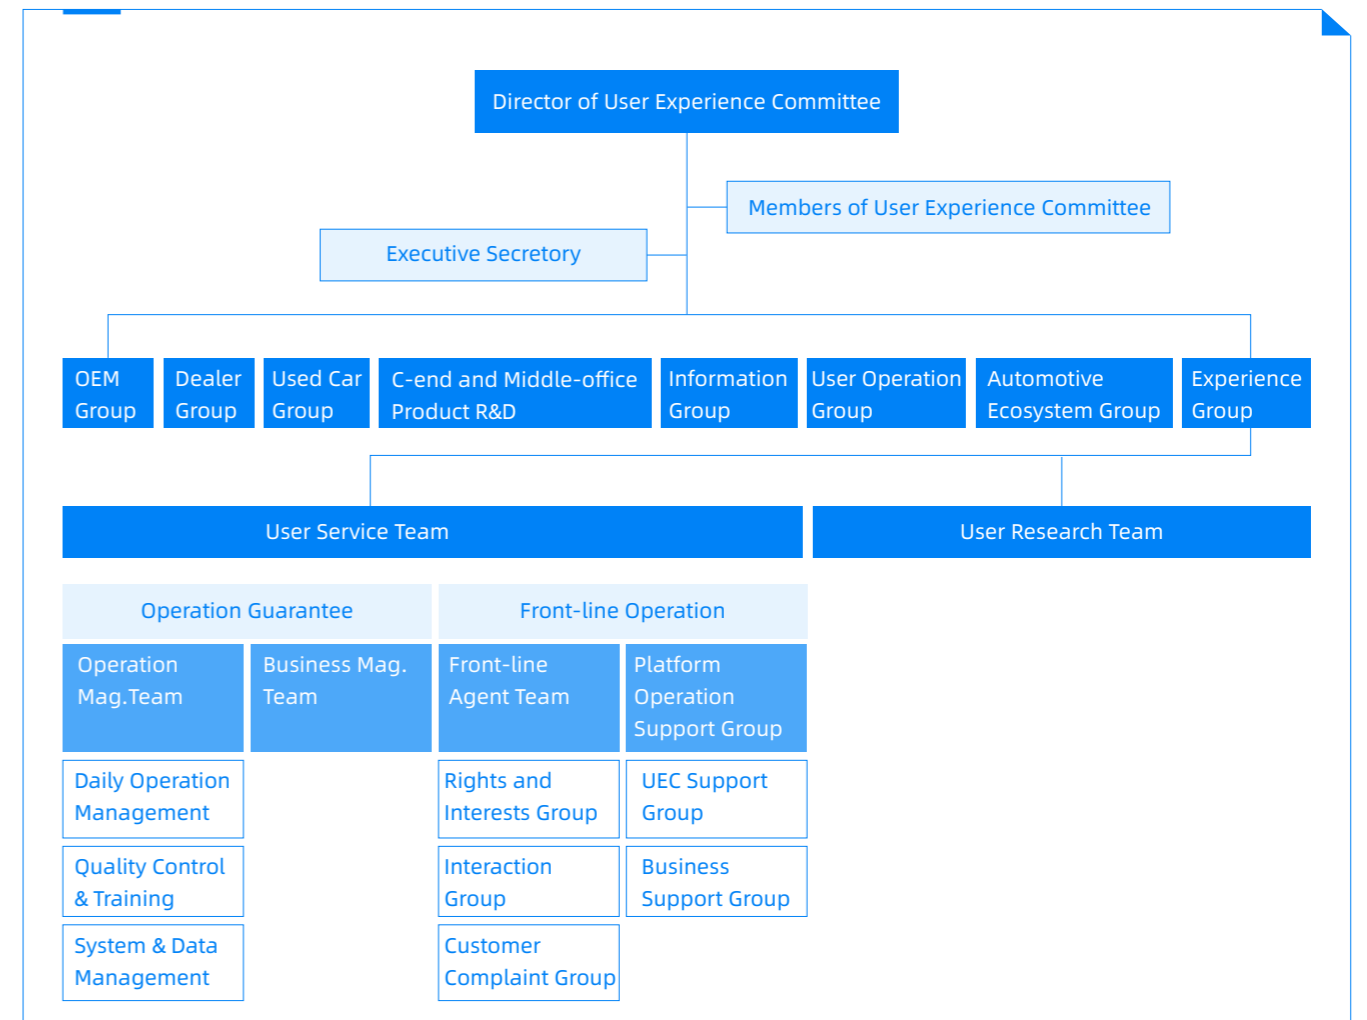 Director of User Experience Committee
Members of User Experience Committee
Executive Secretory
OEM
Group
Dealer
Group
Used Car
Group
C-end and Middle-office
Product R&D
Information
Group
User Operation
Group
Automotive
Ecosystem Group
Experience
Group
User Service Team
User Research Team
Operation Guarantee
Front-line Operation
Operation
Mag.Team
Business Mag.
Team
Front-line
Agent Team
Platform
Operation
Support Group
Daily Operation
Management
Rights and
Interests Group
UEC Support
Group
Quality Control
& Training
Interaction
Group
Business
Support Group
System & Data
Management
Customer
Complaint Group